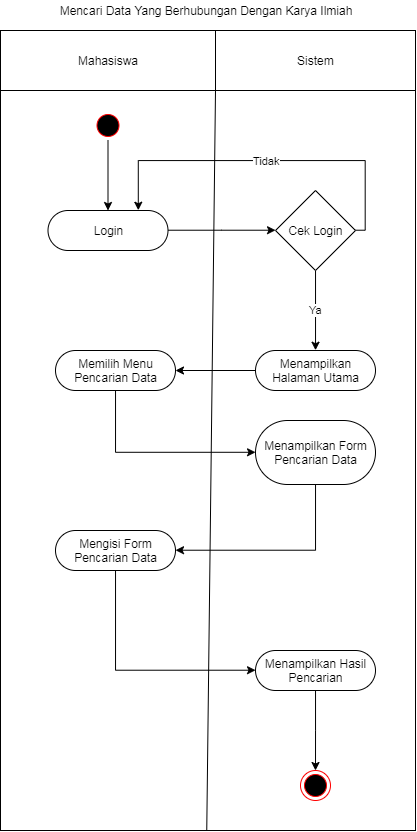 Mencari Data Yang Berhubungan Dengan Karya Ilmiah
Mahasiswa
Sistem
Tidak
Login
Cek Login
Ya
Memilih Menu
Pencarian Data
Menampilkan
Halaman Utama
Menampilkan Form
Pencarian Data
Mengisi Form
Pencarian Data
Menampilkan Hasil
Pencarian